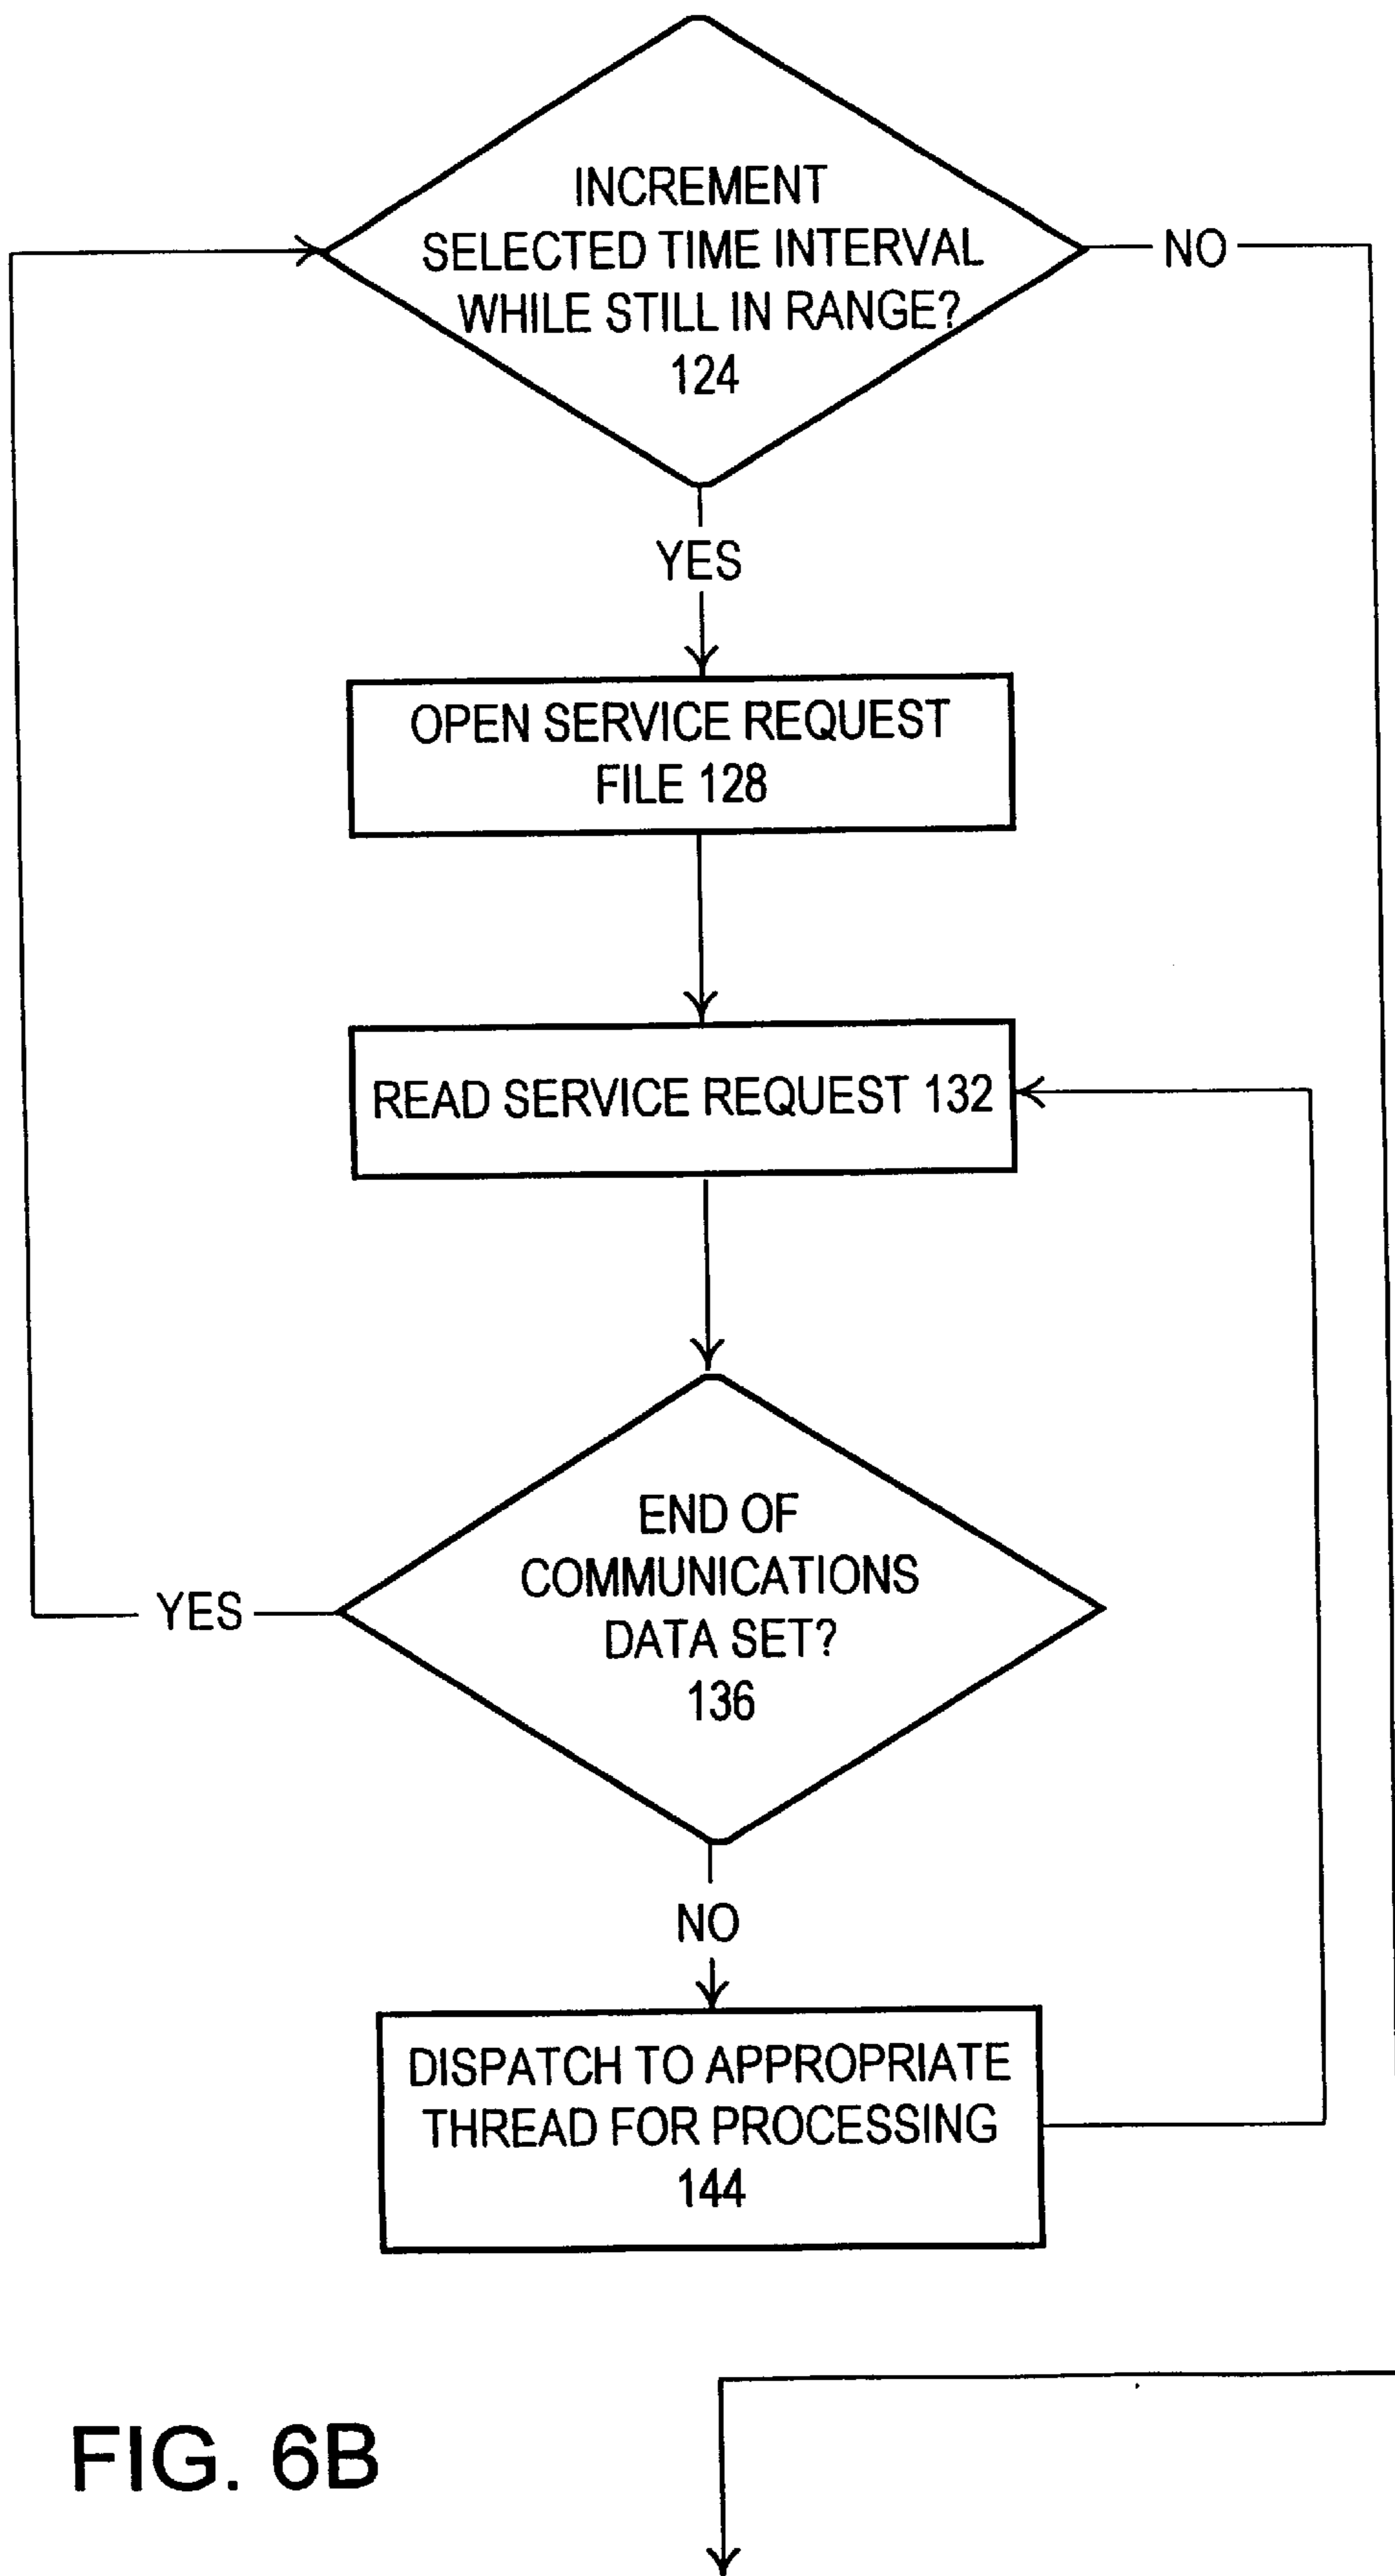 INCREMENT
SELECTED TIME INTERVAL
WHILE STILL IN RANGE?
124
NO
YES
OPEN SERVICE REQUEST
FILE 128
READ SERVICE REQUEST 132
END OF
COMMUNICATIONS
DATA SET?
136
YES
NO
DISPATCH TO APPROPRIATE
THREAD FOR PROCESSING
144
FIG. 6B